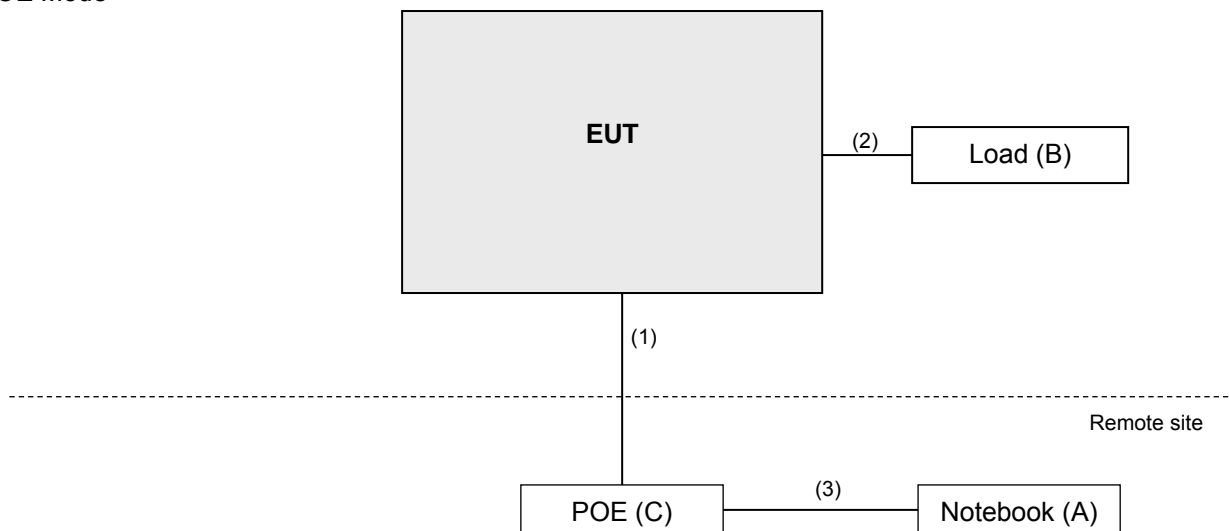 EUT
(2)
Load (B)
(1)
Remote site
POE (C)
(3)
Notebook (A)